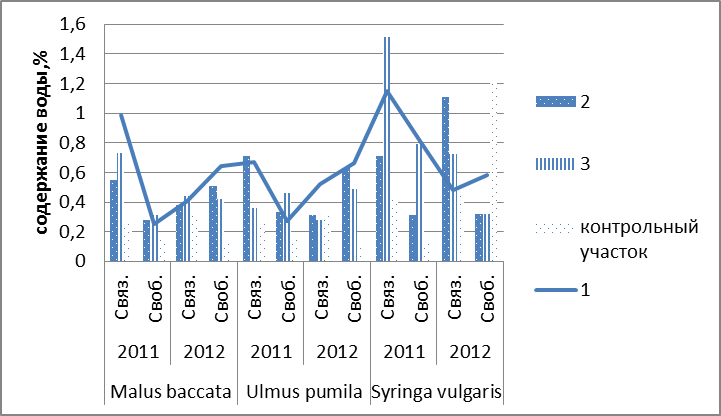 содержание воды,%
1,6
1,4
1,2
1
0,8
0,6
0,4
0,2
0
Связ. Своб. Связ. Своб. Связ. Своб. Связ. Своб. Связ. Своб. Связ. Своб.
2011 2012 2011 2012 2011 2012
Malus baccata Ulmus pumila Syringa vulgaris
2
3
контрольный
участок
1